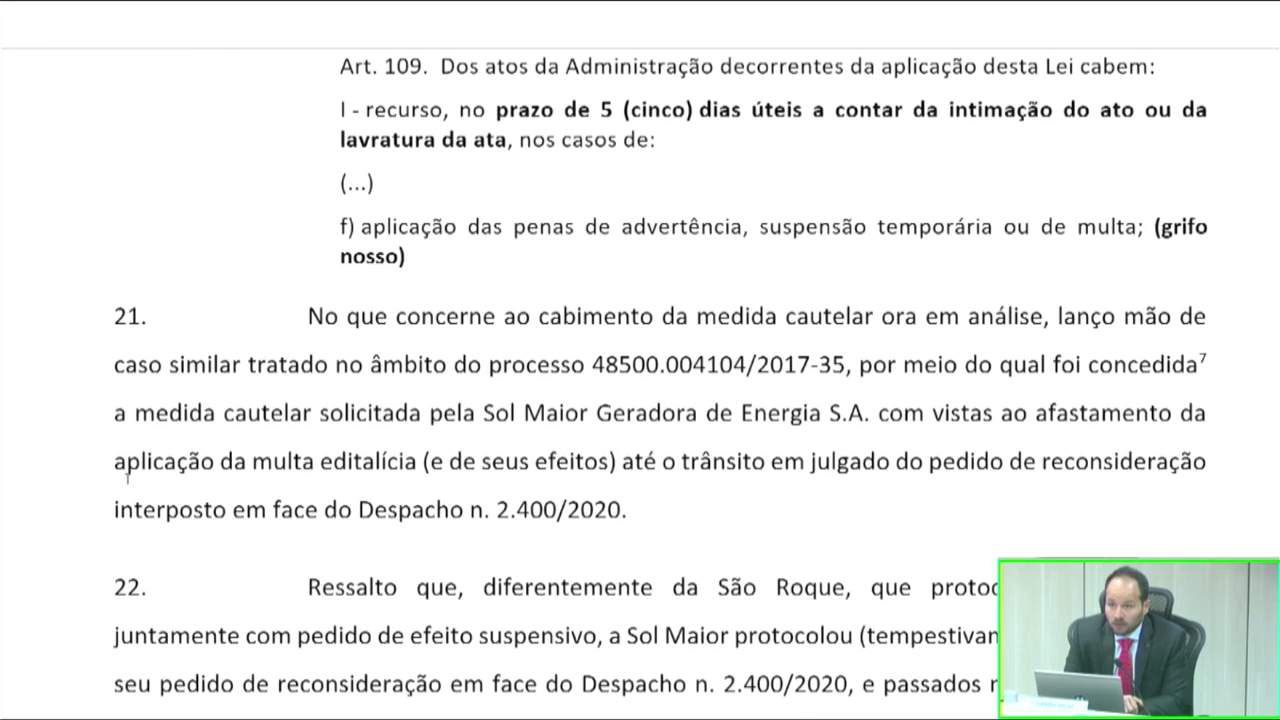 Art. 109. Dos atos da Administração decorrentes da aplicação desta Lei cabem:
I - recurso, no prazo de 5 (cinco) dias úteis a contar da intimação do ato ou da
lavratura da ata, nos casos de:
(...)
f) aplicação das penas de advertência, suspensão temporária ou de multa; (grifo
nosso)
21. No que concerne ao cabimento da medida cautelar ora em análise, lanço mão de
caso similar tratado no âmbito do processo 48500.004104/2017-35, por meio do qual foi concedida⁷
a medida cautelar solicitada pela Sol Maior Geradora de Energia S.A. com vistas ao afastamento da
aplicação da multa editalícia (e de seus efeitos) até o trânsito em julgado do pedido de reconsideração
interposto em face do Despacho n. 2.400/2020.
22. Ressalto que, diferentemente da São Roque, que
juntamente com pedido de efeito suspensivo, a Sol Maior protocolou
seu pedido de reconsideração em face do Despacho n. 2.400/2020, e passados